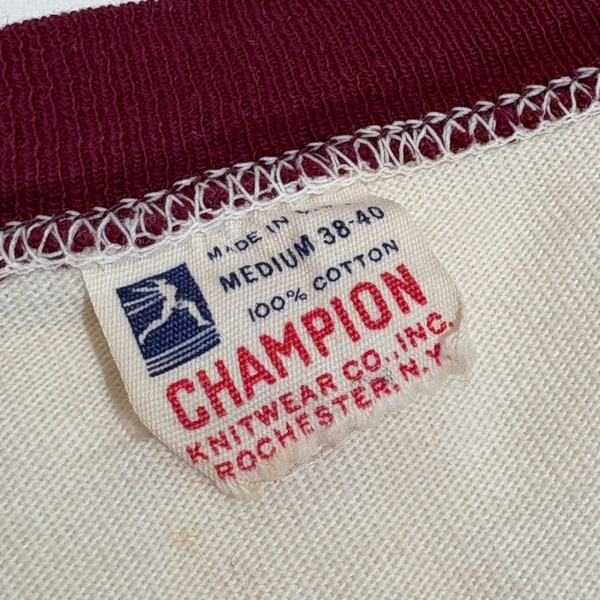 MADE IN
MEDIUM 38-40
100% COTTON
CHAMPION
KNITWEAR CO., INC.
ROCHESTER, N.Y.